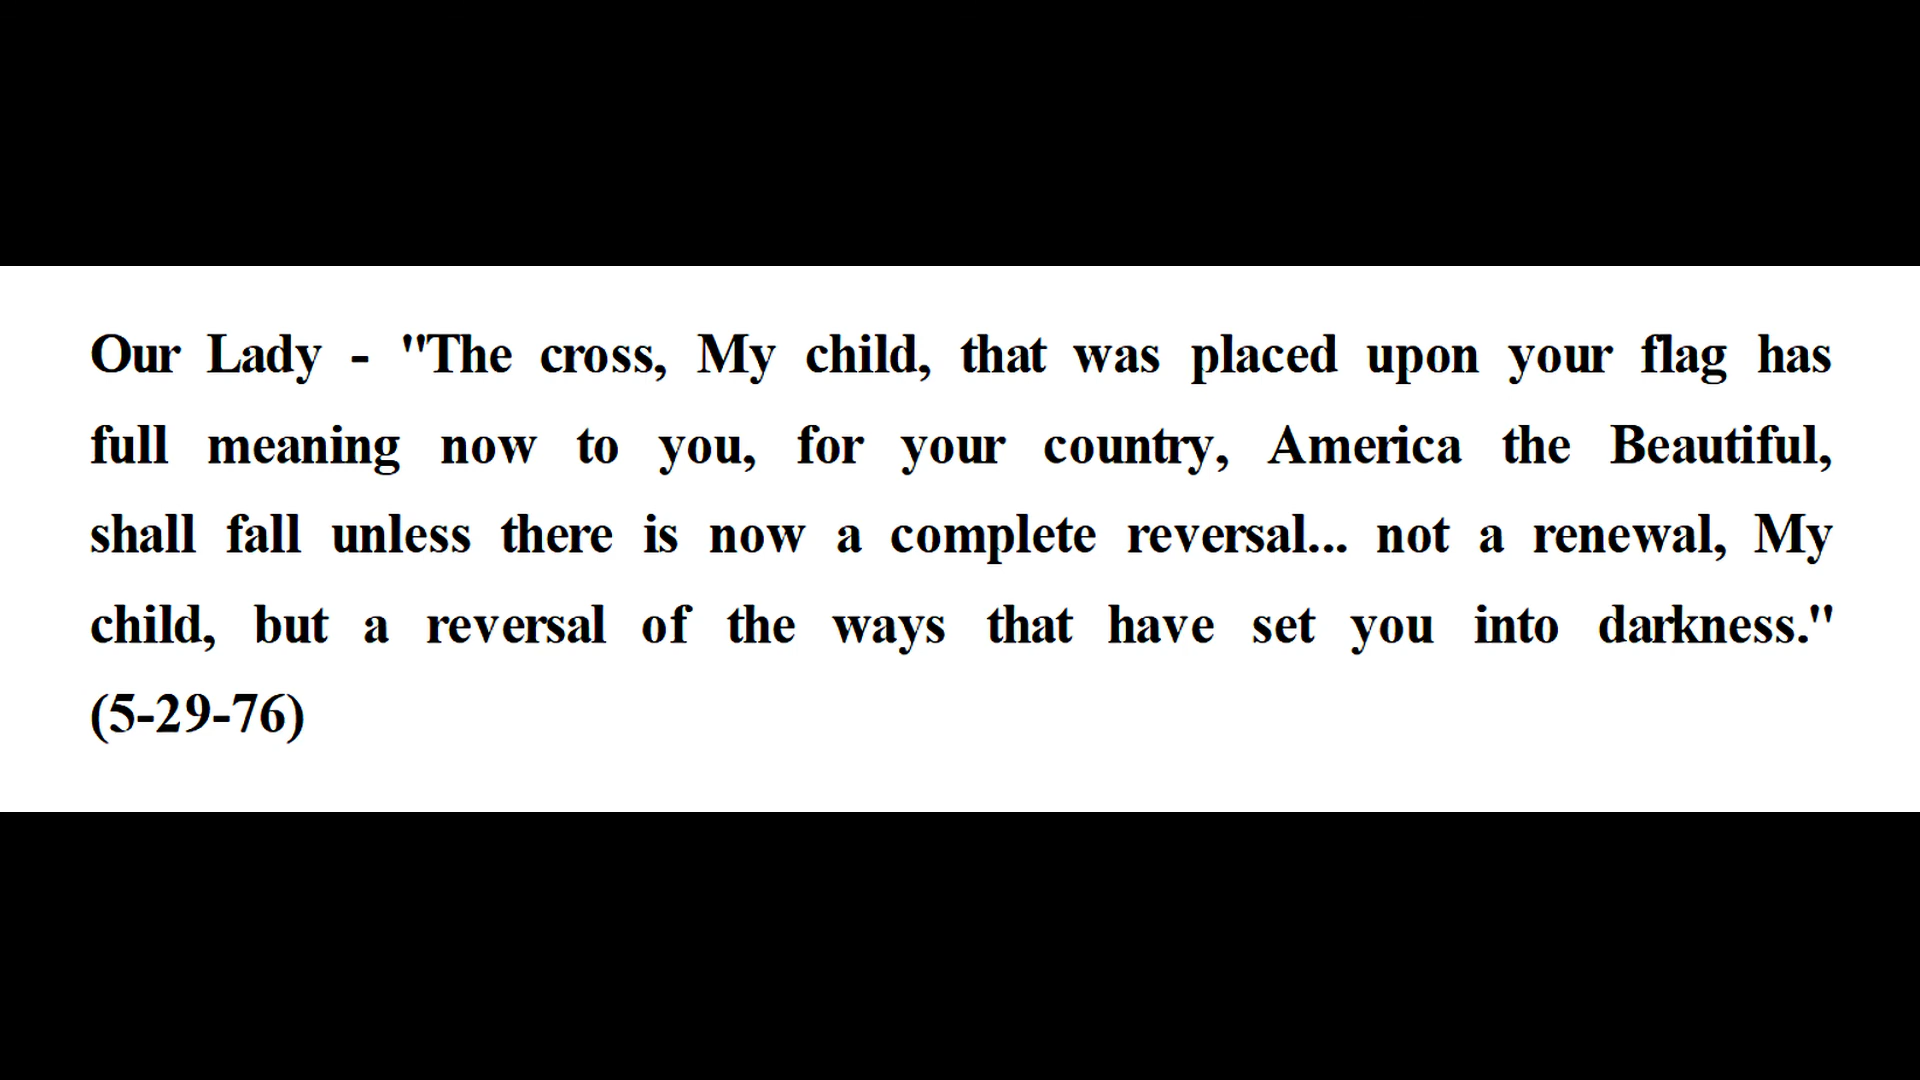 Our Lady - "The cross, My child, that was placed upon your flag has
full meaning now to you, for your country, America the Beautiful,
shall fall unless there is now a complete reversal... not a renewal, My
child, but a reversal of the ways that have set you into darkness."
(5-29-76)